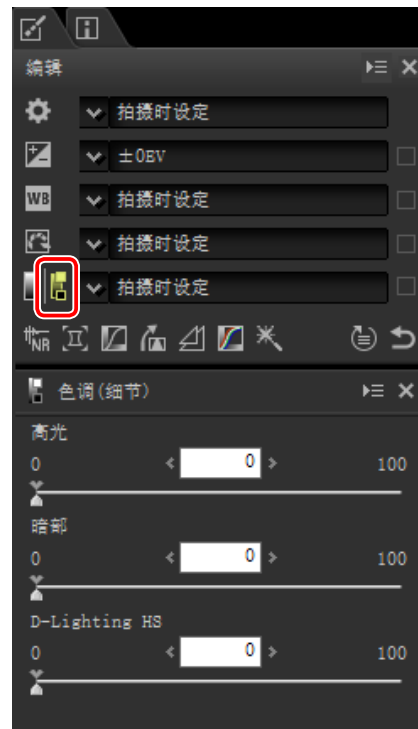 编辑
拍摄时设定
±0EV
WB 拍摄时设定
拍摄时设定
拍摄时设定
NR
色调(细节)
高光
0 0 100
暗部
0 0 100
D-Lighting HS
0 0 100